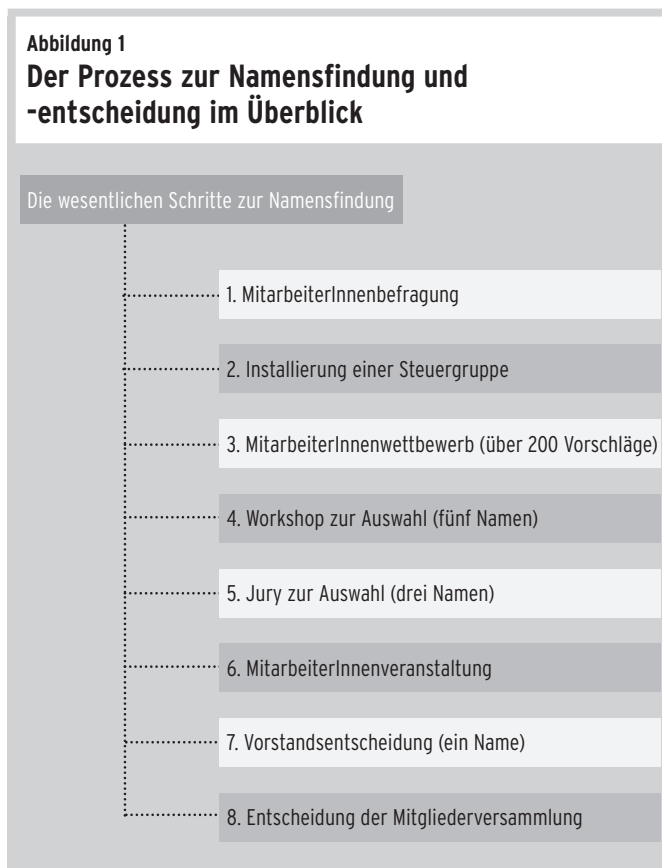 Abbildung 1
Der Prozess zur Namensfindung und
-entscheidung im Überblick
Die wesentlichen Schritte zur Namensfindung
1. MitarbeiterInnenbefragung
2. Installierung einer Steuergruppe
3. MitarbeiterInnenwettbewerb (über 200 Vorschläge)
4. Workshop zur Auswahl (fünf Namen)
5. Jury zur Auswahl (drei Namen)
6. MitarbeiterInnenveranstaltung
7. Vorstandsentscheidung (ein Name)
8. Entscheidung der Mitgliederversammlung